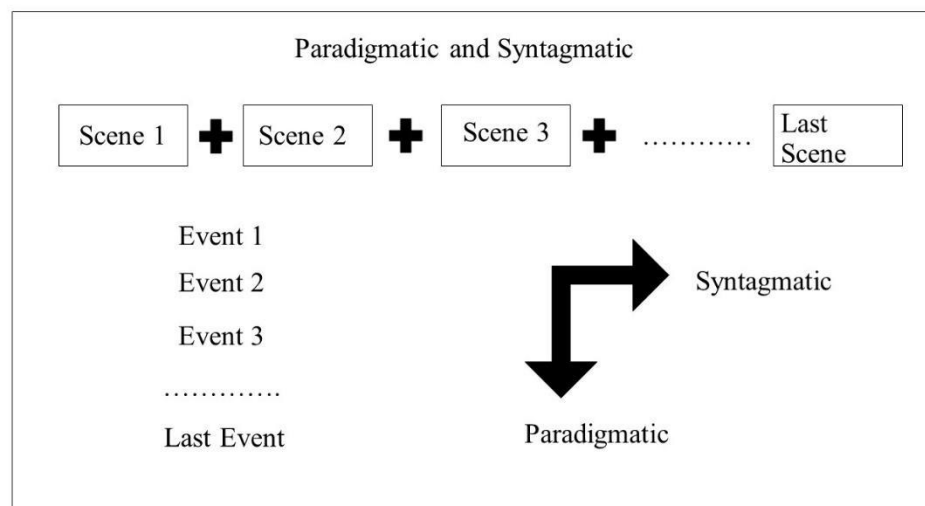 Paradigmatic and Syntagmatic
Scene 1
Scene 2
Scene 3
............
Last
Scene
Event 1
Event 2
Event 3
.............
Last Event
Syntagmatic
Paradigmatic